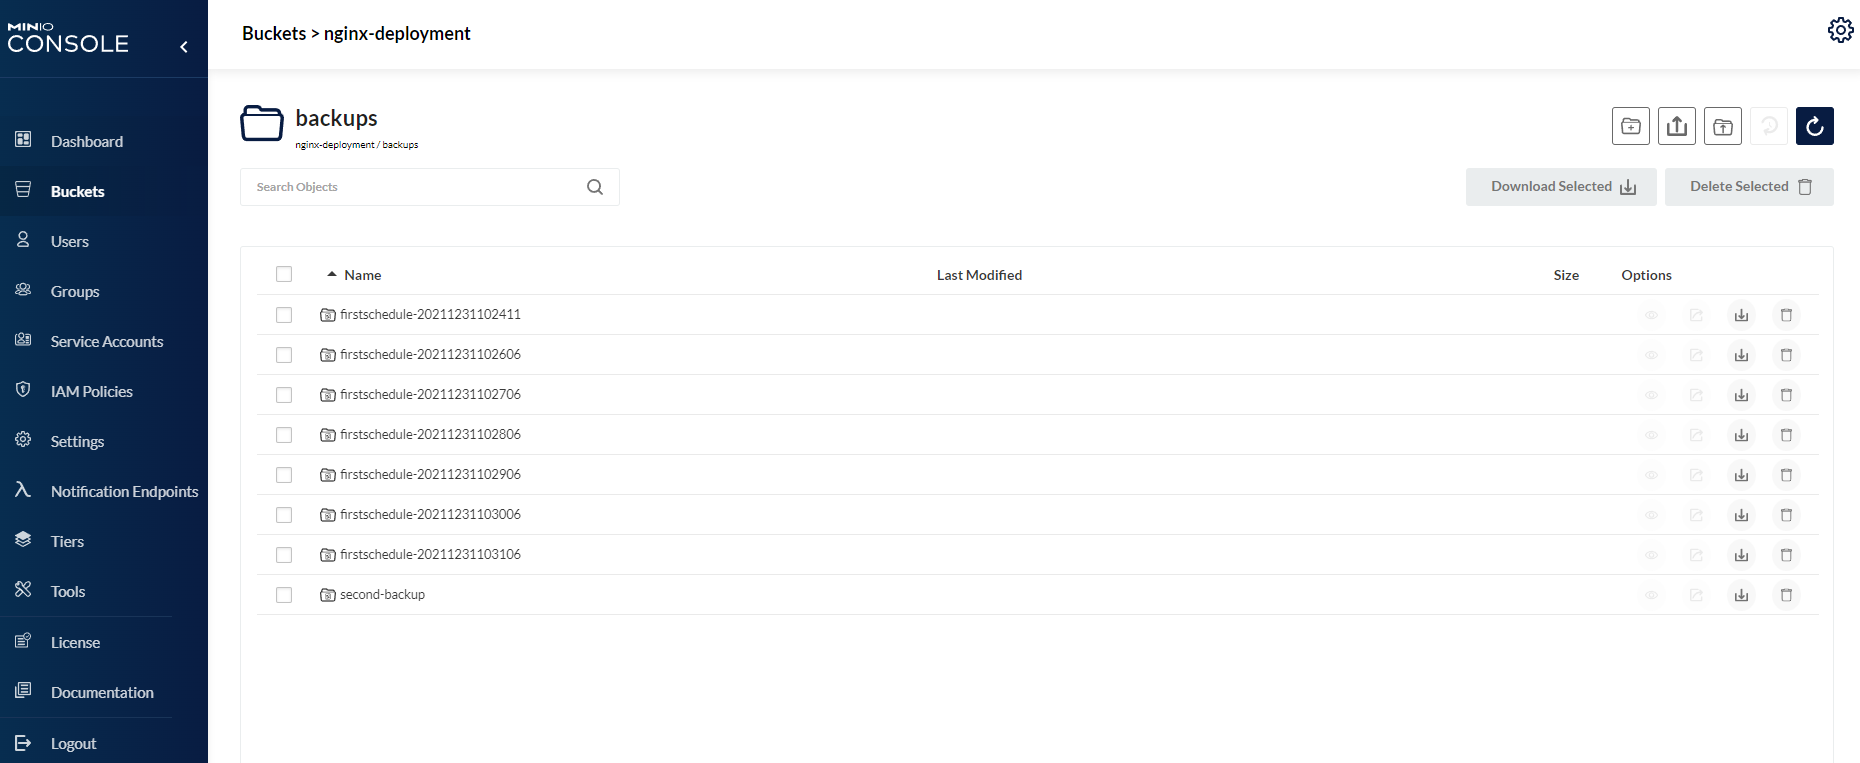 MINIO
CONSOLE
Buckets > nginx-deployment
Dashboard
Buckets
Users
Groups
Service Accounts
IAM Policies
Settings
Notification Endpoints
Tiers
Tools
License
Documentation
Logout
backups
nginx-deployment / backups
Search Objects
Download Selected
Delete Selected
Name Last Modified Size Options
firstschedule-20211231102411
firstschedule-20211231102606
firstschedule-20211231102706
firstschedule-20211231102806
firstschedule-20211231102906
firstschedule-20211231103006
firstschedule-20211231103106
second-backup